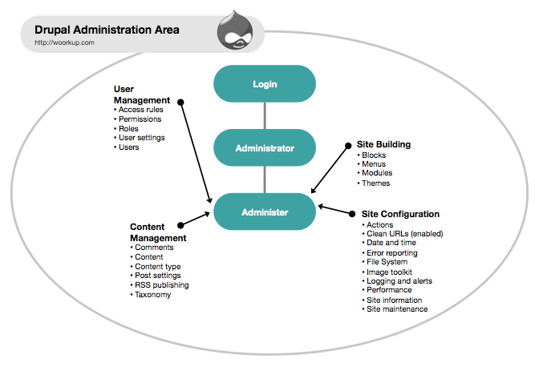 Drupal Administration Area
http://woorkup.com
Login
Administrator
Administer
User
Management
• Access rules
• Permissions
• Roles
• User settings
• Users
Content
Management
• Comments
• Content
• Content type
• Post settings
• RSS publishing
• Taxonomy
Site Building
• Blocks
• Menus
• Modules
• Themes
Site Configuration
• Actions
• Clean URLs (enabled)
• Date and time
• Error reporting
• File System
• Image toolkit
• Logging and alerts
• Performance
• Site information
• Site maintenance